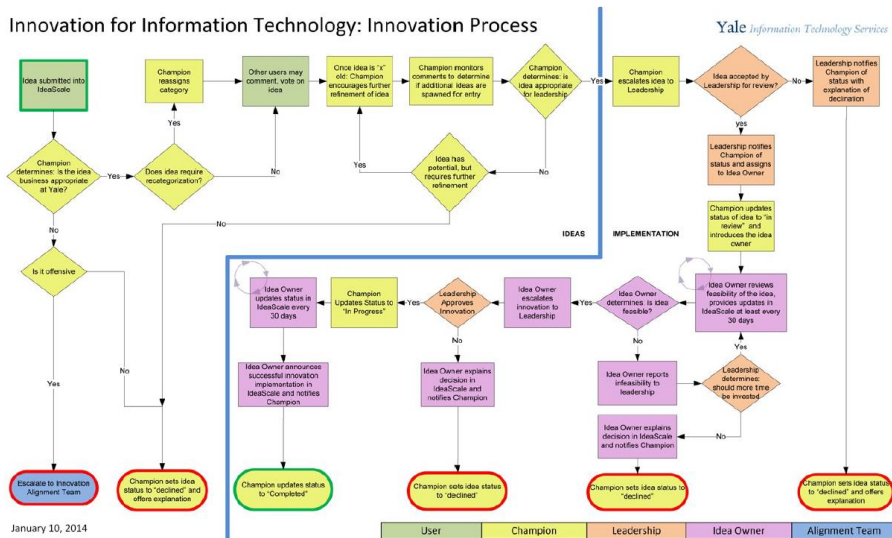 Innovation for Information Technology: Innovation Process
Yale Information Technology Services
Idea submitted into
IdeaScale
Champion
reassigns
category
Other users may
comment, vote on
idea
Once idea is "x"
old: Champion
encourages further
refinement of idea
Champion monitors
comments to determine
if additional ideas are
spawned for entry
Champion
determines: is
idea appropriate
for leadership
Yes
Champion
escalates idea to
Leadership
Idea accepted by
Leadership for review?
No
Leadership notifies
Champion of
status with
explanation of
declination
Yes
yes
Champion
determines: is the idea
business appropriate
at Yale?
Yes
Does idea require
recategorization?
No
Yes
Idea has
potential, but
requires further
refinement
No
Leadership notifies
Champion of
status and assigns
to Idea Owner
No
No
Champion updates
status of idea to "in
review" and
introduces the idea
owner
IDEAS
IMPLEMENTATION
No
Is it offensive
Idea Owner
updates status in
IdeaScale every
30 days
Champion
Updates Status to
"In Progress"
Yes
Leadership
Approves
Innovation
Idea Owner
escalates
innovation to
Leadership
Yes
Idea Owner
determines: is idea
feasible?
Idea Owner reviews
feasibility of the idea,
provides updates in
IdeaScale at least every
30 days
No
No
Yes
Yes
No
Idea Owner announces
successful innovation
implementation in
IdeaScale and notifies
Champion
Idea Owner explains
decision in IdeaScale
and notifies Champion
Idea Owner reports
infeasibility to
leadership
Leadership
determines:
should more time
be invested
Idea Owner explains
decision in IdeaScale
and notifies Champion
No
Escalate to Innovation
Alignment Team
Champion sets idea
status to "declined" and
offers explanation
Champion updates status
to "Completed"
Champion sets idea status
to "declined"
Champion sets idea status to
"declined"
Champion sets idea status
to "declined" and offers
explanation
January 10, 2014
User
Champion
Leadership
Idea Owner
Alignment Team